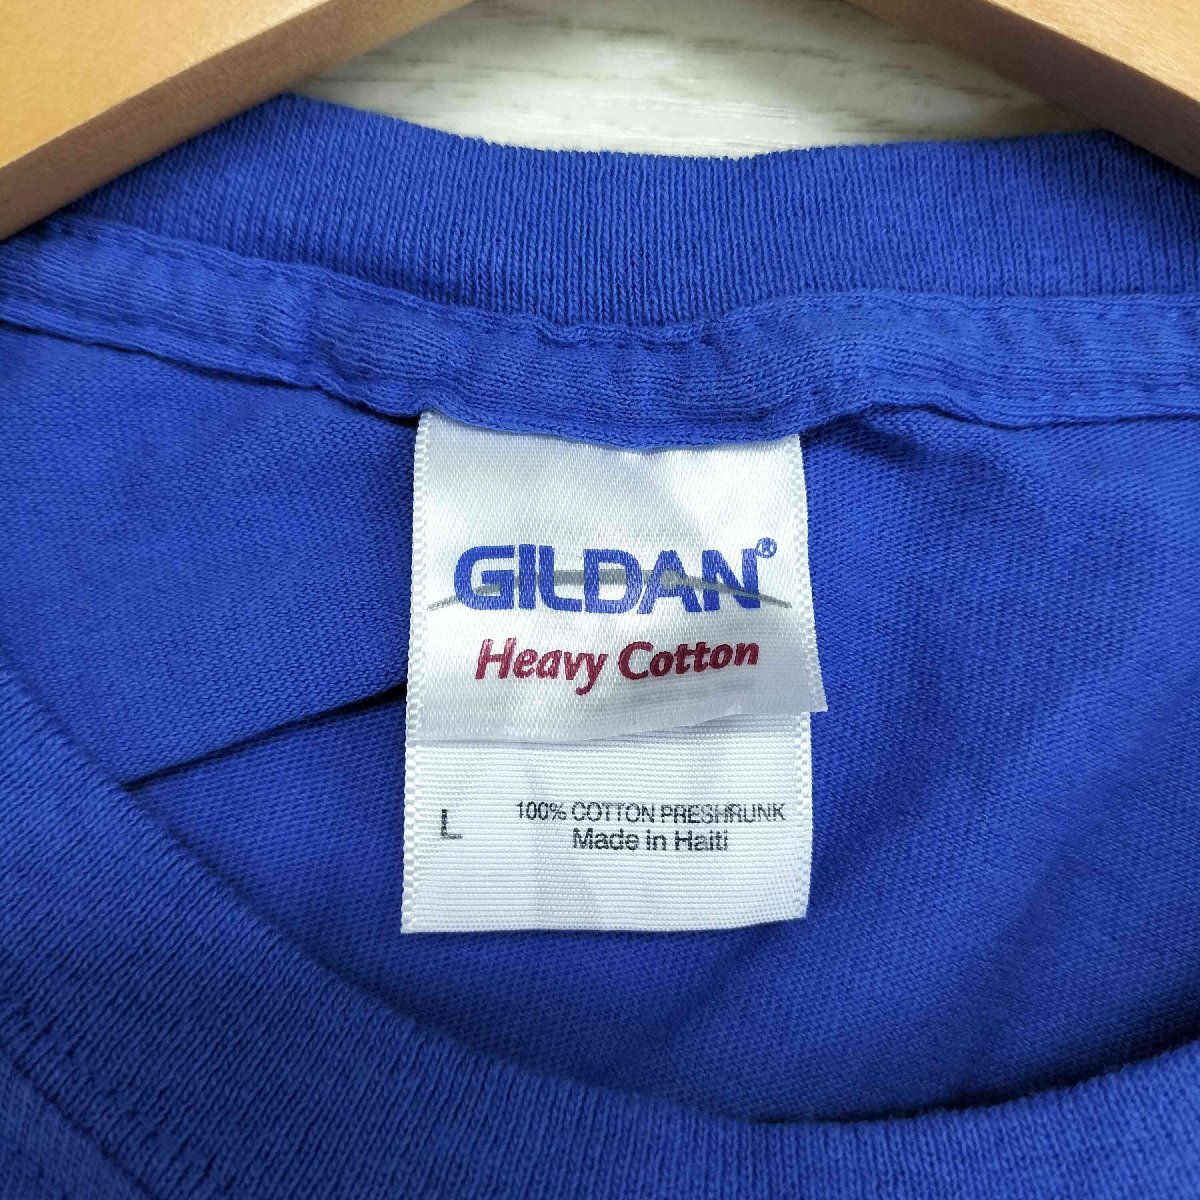 GILDAN®
Heavy Cotton
L
100% COTTON PRESHRUNK
Made in Haiti